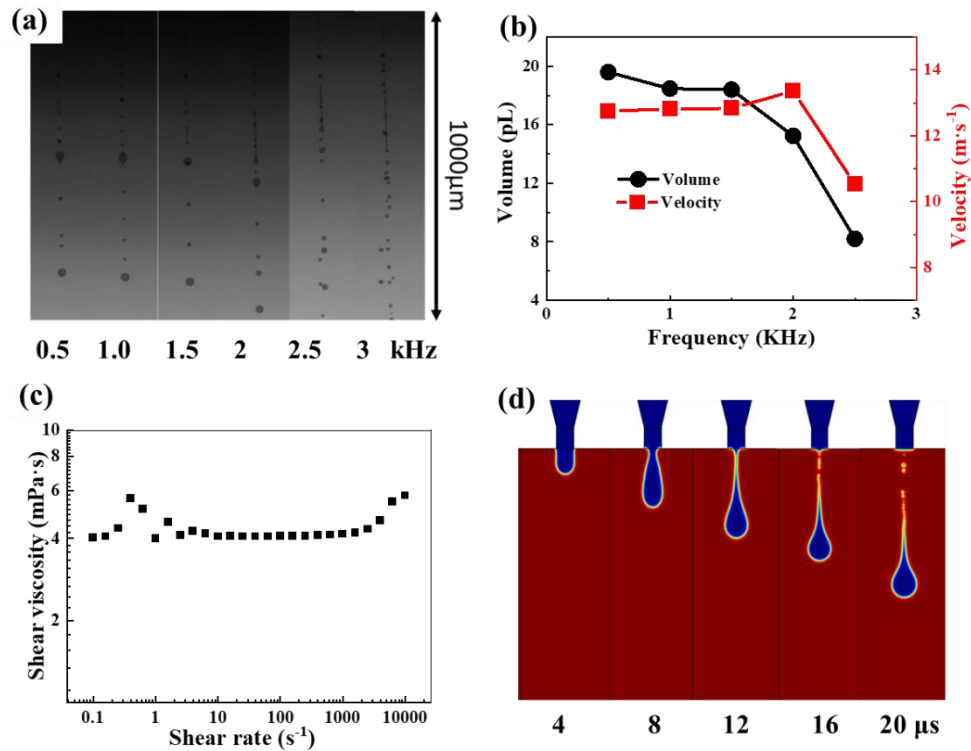 (a)
1000µm
0.5 1.0 1.5 2 2.5 3 kHz
(b)
20
16
12
8
4
Volume (pL)
Volume
Velocity
14
12
10
8
Velocity (m·s⁻¹)
0 1 2 3
Frequency (KHz)
(c)
10
8
6
4
2
Shear viscosity (mPa·s)
0.1 1 10 100 1000 10000
Shear rate (s⁻¹)
(d)
4 8 12 16 20 µs